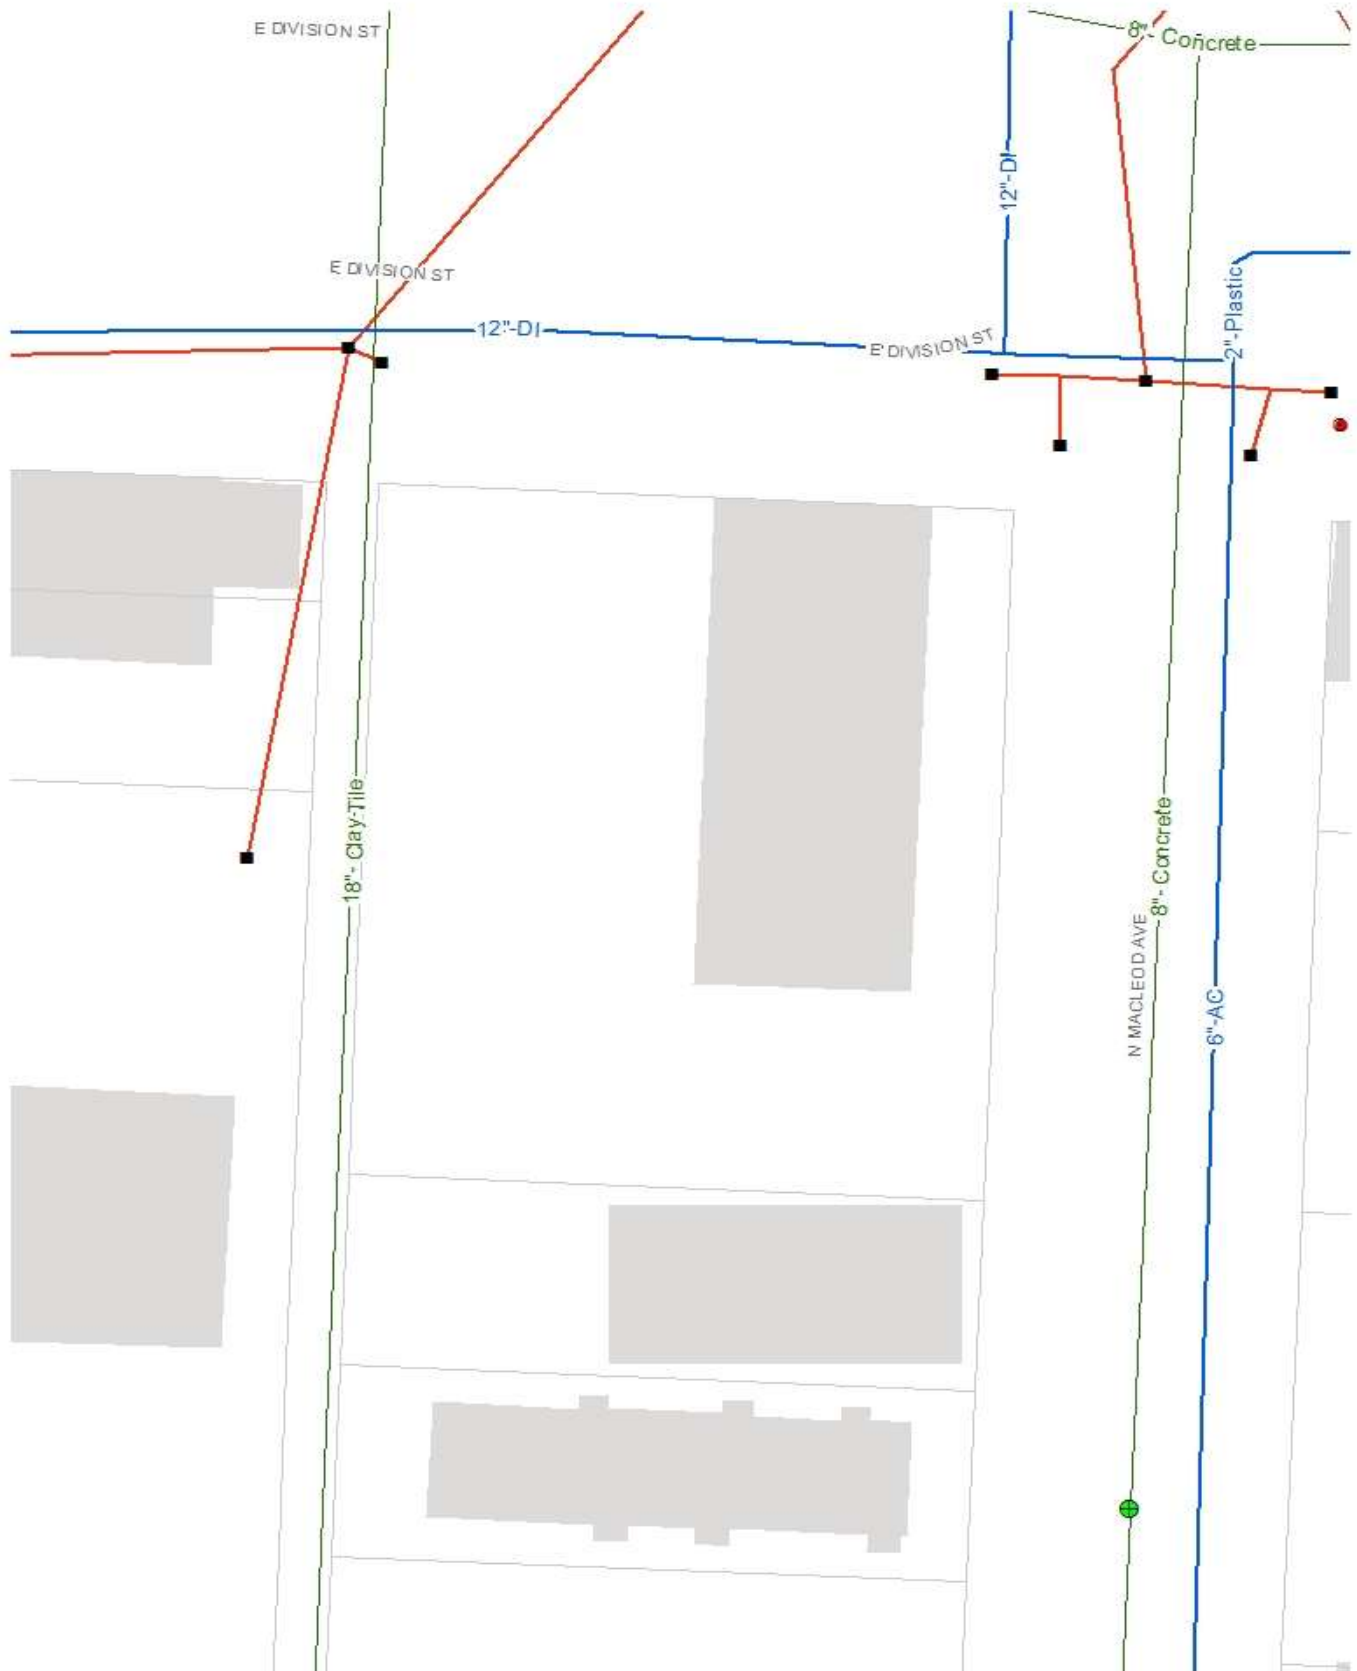 E DIVISION ST
8"- Concrete
12"-DI
E DIVISION ST
2"-Plastic
12"-DI
E DIVISION ST
18"- Clay-Tile
8"- Concrete
N MACLEOD AVE
6"-AC